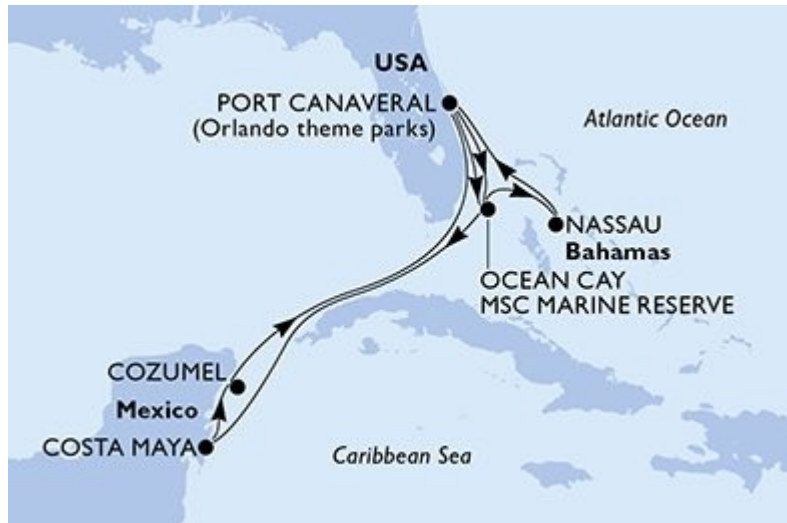 USA
PORT CANAVERAL
(Orlando theme parks)
Atlantic Ocean
NASSAU
Bahamas
OCEAN CAY
MSC MARINE RESERVE
COZUMEL
Mexico
COSTA MAYA
Caribbean Sea